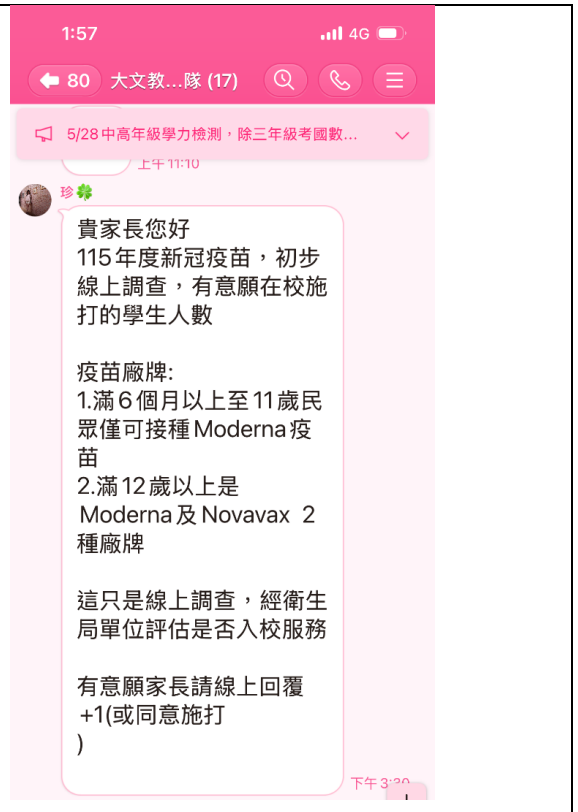 1:57
4G
80 大文教...隊 (17)
5/28中高年級學力檢測，除三年級考國數...
上午 11:10
珍🍀
貴家長您好
115年度新冠疫苗，初步
線上調查，有意願在校施
打的學生人數
疫苗廠牌:
1.滿6個月以上至11歲民
眾僅可接種Moderna疫
苗
2.滿12歲以上是
Moderna及Novavax 2
種廠牌
這只是線上調查，經衛生
局單位評估是否入校服務
有意願家長請線上回覆
+1(或同意施打
)
下午 3:30